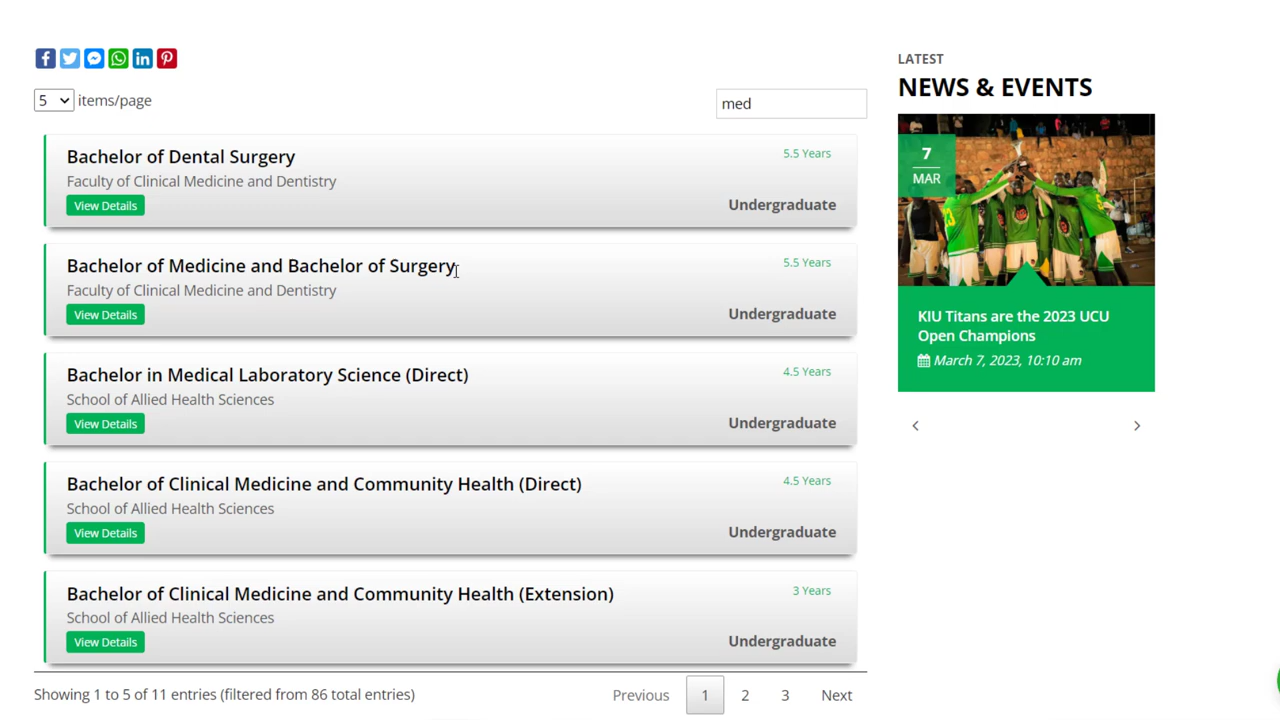 5 items/page
med
Bachelor of Dental Surgery
5.5 Years
Faculty of Clinical Medicine and Dentistry
View Details
Undergraduate
Bachelor of Medicine and Bachelor of Surgery
5.5 Years
Faculty of Clinical Medicine and Dentistry
View Details
Undergraduate
Bachelor in Medical Laboratory Science (Direct)
4.5 Years
School of Allied Health Sciences
View Details
Undergraduate
Bachelor of Clinical Medicine and Community Health (Direct)
4.5 Years
School of Allied Health Sciences
View Details
Undergraduate
Bachelor of Clinical Medicine and Community Health (Extension)
3 Years
School of Allied Health Sciences
View Details
Undergraduate
Showing 1 to 5 of 11 entries (filtered from 86 total entries)
Previous 1 2 3 Next
LATEST
NEWS & EVENTS
7
MAR
KIU Titans are the 2023 UCU
Open Champions
March 7, 2023, 10:10 am